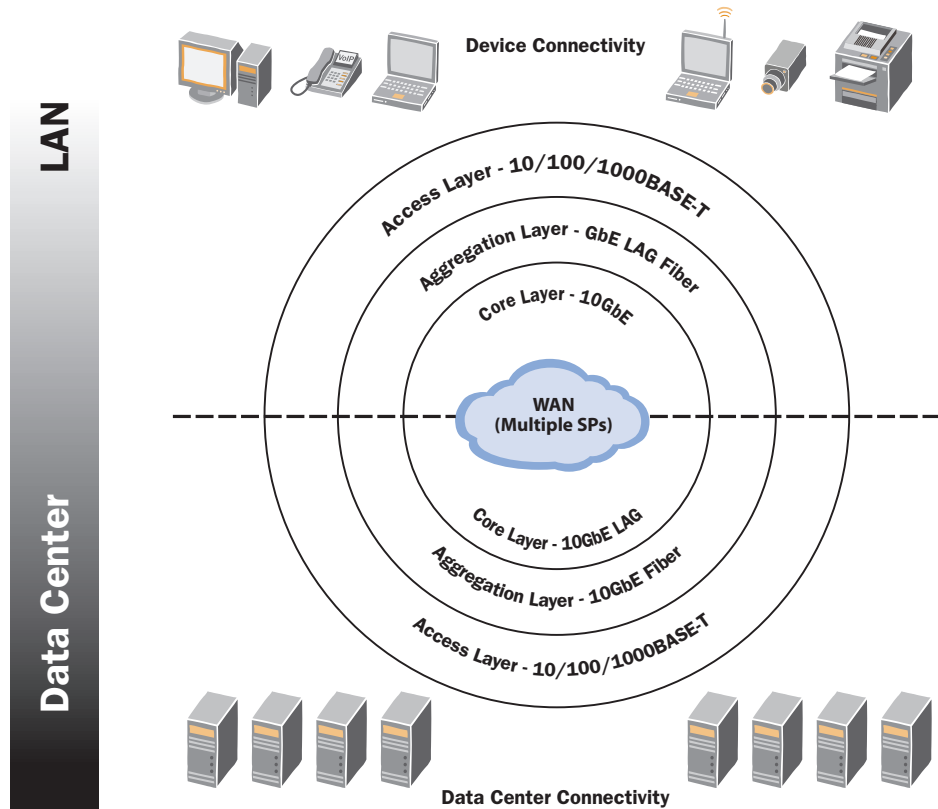 Device Connectivity
VoIP
LAN
Access Layer - 10/100/1000BASE-T
Aggregation Layer - GbE LAG Fiber
Core Layer - 10GbE
WAN
(Multiple SPs)
Core Layer - 10GbE LAG
Aggregation Layer - 10GbE Fiber
Access Layer - 10/100/1000BASE-T
Data Center
Data Center Connectivity